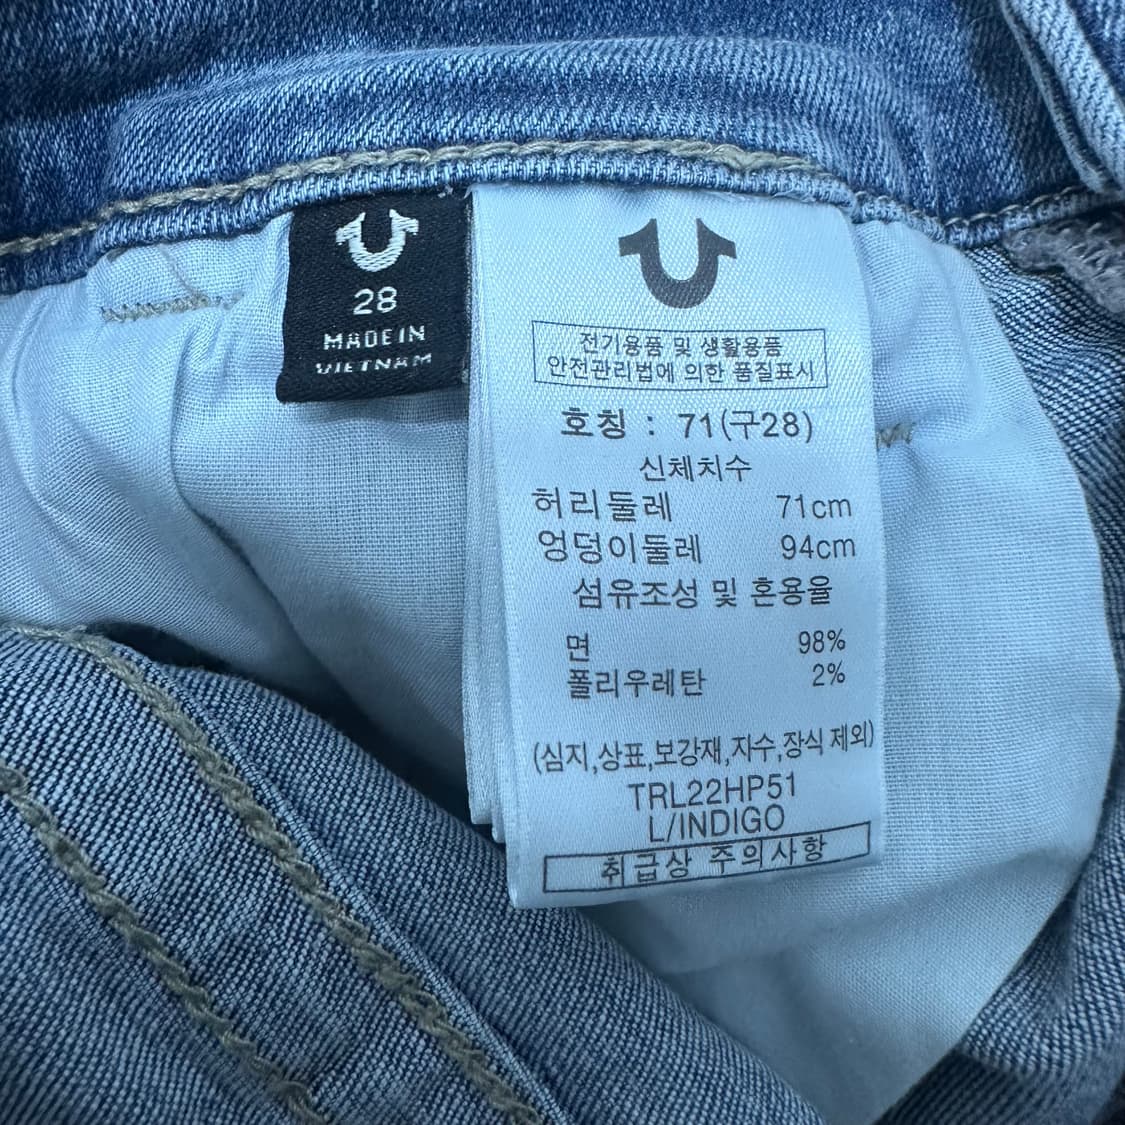 28
MADE IN
VIETNAM
전기용품 및 생활용품
안전관리법에 의한 품질표시
호칭 : 71(구28)
신체치수
허리둘레 71cm
엉덩이둘레 94cm
섬유조성 및 혼용율
면 98%
폴리우레탄 2%
(심지,상표,보강재,자수,장식 제외)
TRL22HP51
L/INDIGO
취급상 주의사항